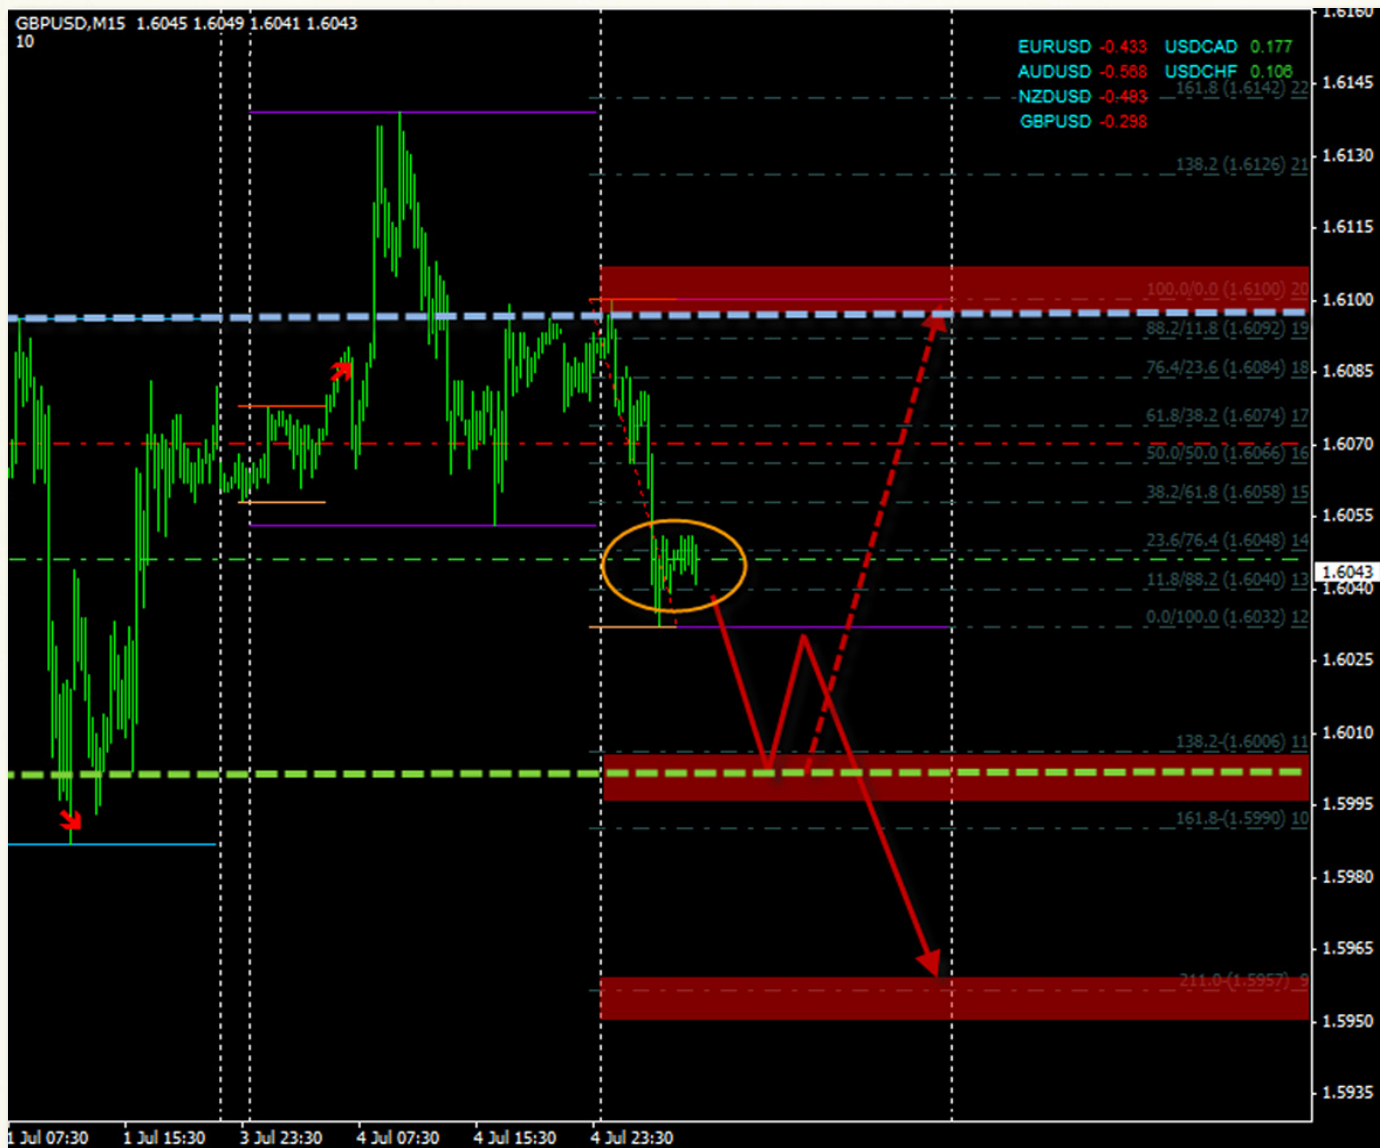 GBPUSD,M15 1.6045 1.6049 1.6041 1.6043
10
EURUSD -0.433 USDCAD 0.177
AUDUSD -0.568 USDCHF 0.106
NZDUSD -0.493
GBPUSD -0.298
161.8 (1.6142) 22
138.2 (1.6126) 21
100.0/0.0 (1.6100) 20
88.2/11.8 (1.6092) 19
76.4/23.6 (1.6084) 18
61.8/38.2 (1.6074) 17
50.0/50.0 (1.6066) 16
38.2/61.8 (1.6058) 15
23.6/76.4 (1.6048) 14
11.8/88.2 (1.6040) 13
0.0/100.0 (1.6032) 12
138.2-(1.6006) 11
161.8-(1.5990) 10
211.0-(1.5957) 9
1.6160
1.6145
1.6130
1.6115
1.6100
1.6085
1.6070
1.6055
1.6043
1.6040
1.6025
1.6010
1.5995
1.5980
1.5965
1.5950
1.5935
1 Jul 07:30 1 Jul 15:30 3 Jul 23:30 4 Jul 07:30 4 Jul 15:30 4 Jul 23:30